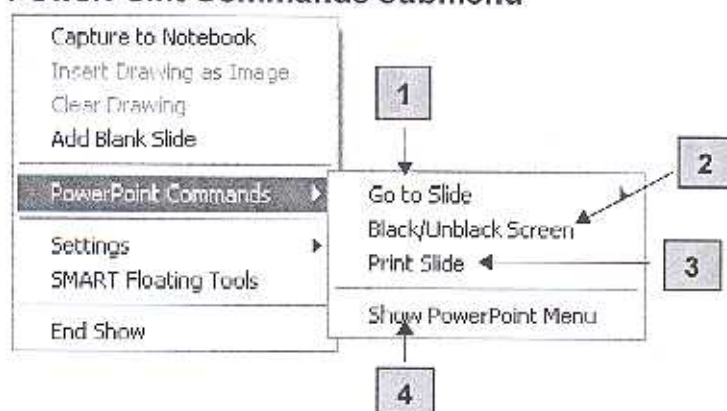 PowerPoint Commands Submenu
Capture to Notebook
Insert Drawing as Image
Clear Drawing
Add Blank Slide
PowerPoint Commands
Settings
SMART Floating Tools
End Show
1
Go to Slide
2
Black/Unblack Screen
Print Slide
3
Show PowerPoint Menu
4